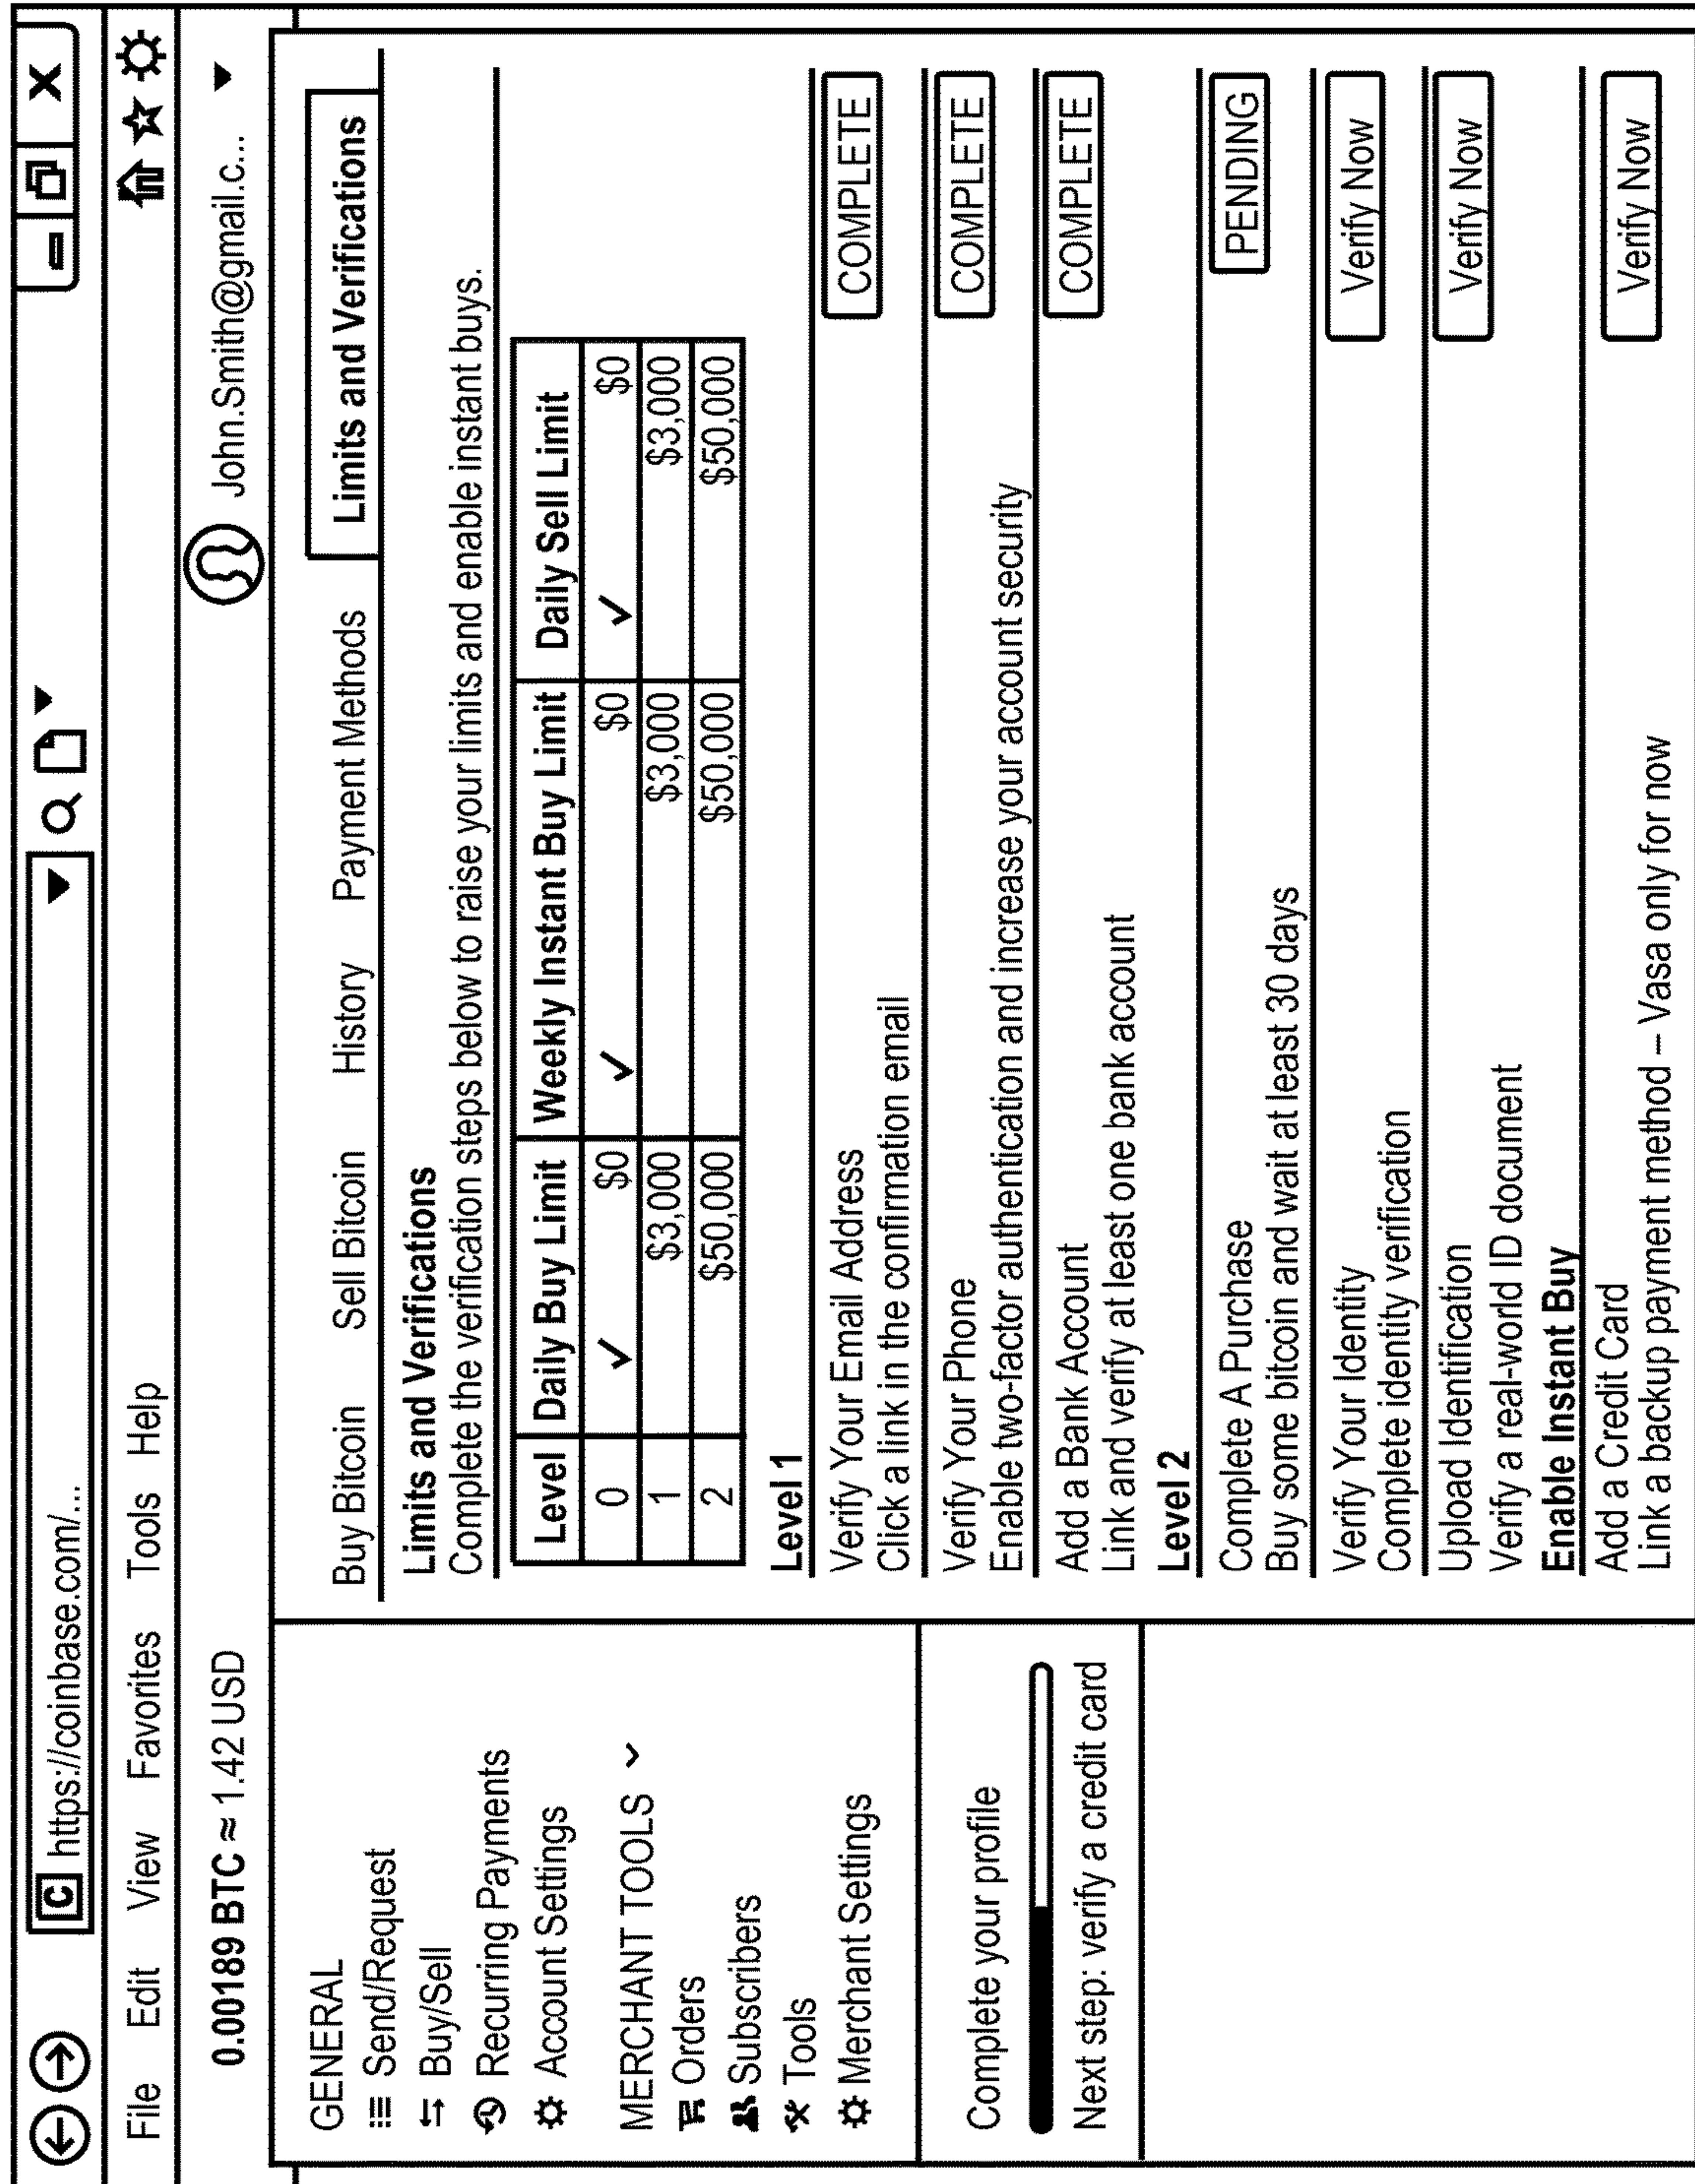 X
C https://coinbase.com/...
File Edit View Favorites Tools Help
0.00189 BTC ≈ 1.42 USD
John.Smith@gmail.c...
GENERAL
Send/Request
Buy/Sell
Recurring Payments
Account Settings
MERCHANT TOOLS
Orders
Subscribers
Tools
Merchant Settings
Complete your profile
Next step: verify a credit card
Buy Bitcoin Sell Bitcoin History Payment Methods Limits and Verifications
Limits and Verifications
Complete the verification steps below to raise your limits and enable instant buys.
Level Daily Buy Limit Weekly Instant Buy Limit Daily Sell Limit
0 ✓ $0 ✓ $0 ✓ $0
1 $3,000 $3,000 $3,000
2 $50,000 $50,000 $50,000
Level 1
Verify Your Email Address COMPLETE
Click a link in the confirmation email
Verify Your Phone COMPLETE
Enable two-factor authentication and increase your account security
Add a Bank Account COMPLETE
Link and verify at least one bank account
Level 2
Complete A Purchase PENDING
Buy some bitcoin and wait at least 30 days
Verify Your Identity Verify Now
Complete identity verification
Upload Identification Verify Now
Verify a real-world ID document
Enable Instant Buy
Add a Credit Card Verify Now
Link a backup payment method – Vasa only for now